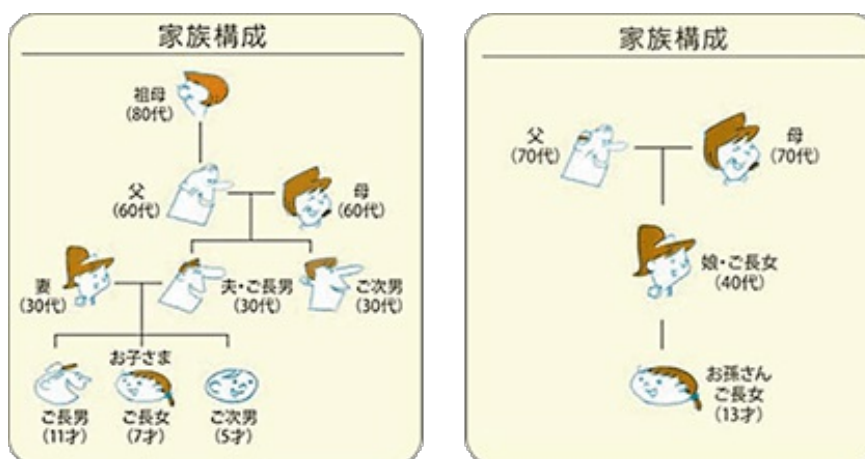 家族構成
祖母
(80代)
父
(60代)
母
(60代)
妻
(30代)
夫・ご長男
(30代)
ご次男
(30代)
お子さま
ご長男
(11才)
ご長女
(7才)
ご次男
(5才)
家族構成
父
(70代)
母
(70代)
娘・ご長女
(40代)
お孫さん
ご長女
(13才)